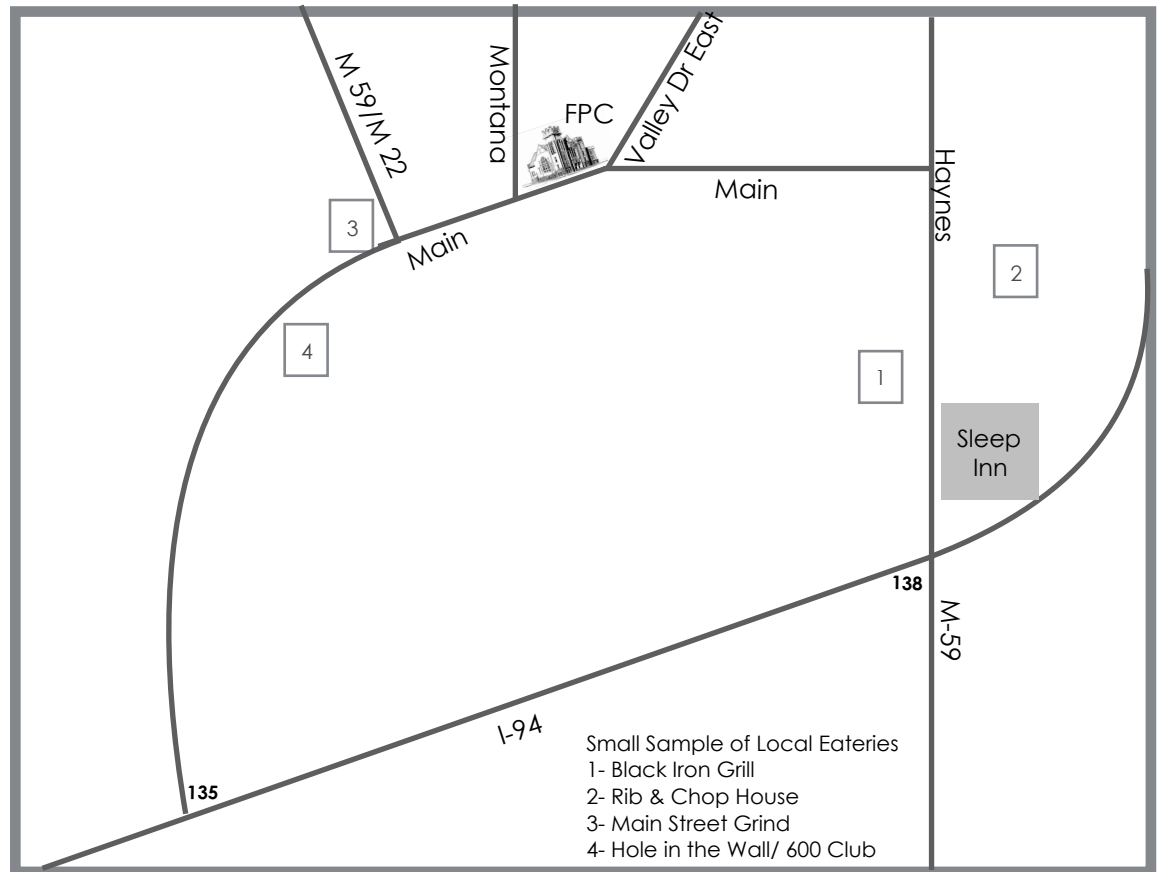 M 59/M 22
Montana
FPC
Valley Dr East
Main
Haynes
3
Main
2
4
1
Sleep
Inn
138
M-59
I-94
135
Small Sample of Local Eateries
1- Black Iron Grill
2- Rib & Chop House
3- Main Street Grind
4- Hole in the Wall/ 600 Club